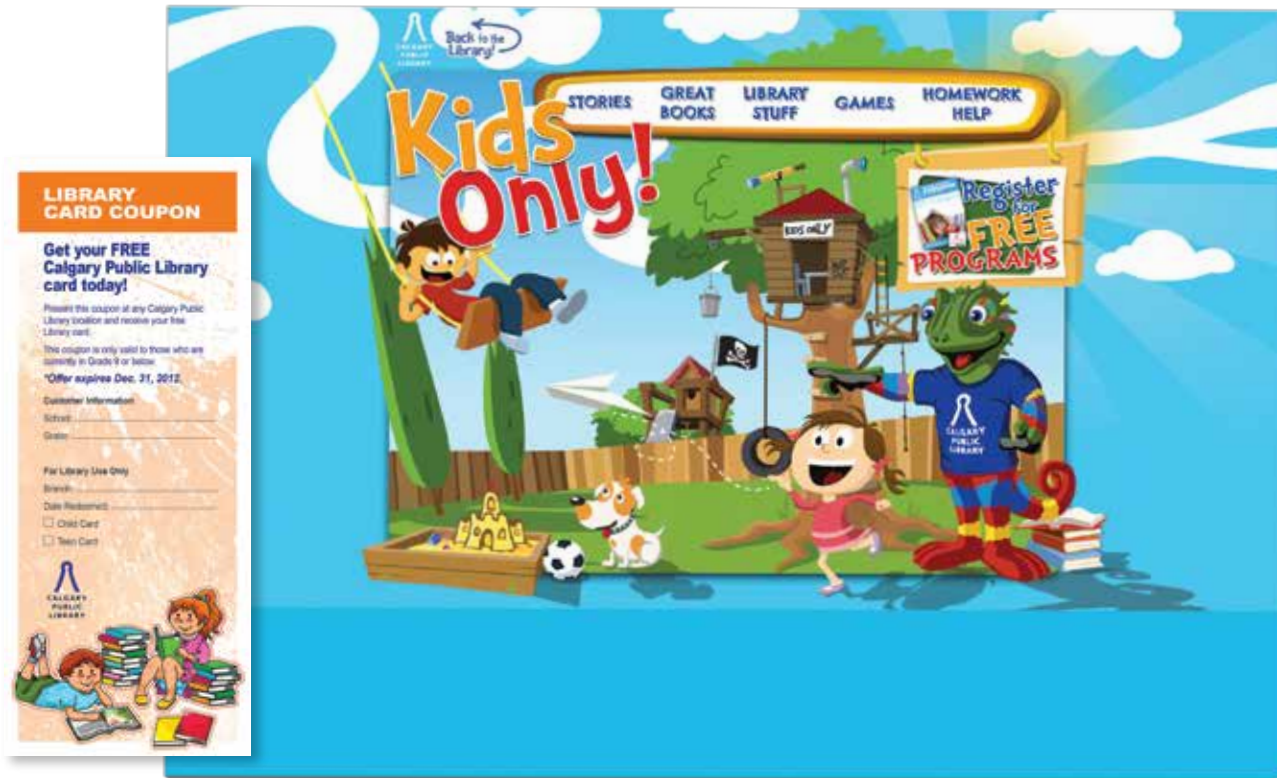 LIBRARY
CARD COUPON
Get your FREE
Calgary Public Library
card today!
Present this coupon at any Calgary Public
Library location and receive your free
Library card.
This coupon is only valid to those who are
currently in Grade 9 or below.
*Offer expires Dec. 31, 2012.
Customer Information
School:
Grade:
For Library Use Only
Branch:
Date Redeemed:
Child Card
Teen Card
CALGARY
PUBLIC
LIBRARY
CALGARY
PUBLIC
LIBRARY
Back to the
Library!
Kids
Only!
STORIES
GREAT
BOOKS
LIBRARY
STUFF
GAMES
HOMEWORK
HELP
Register
for
FREE
PROGRAMS
KIDS ONLY
CALGARY
PUBLIC
LIBRARY